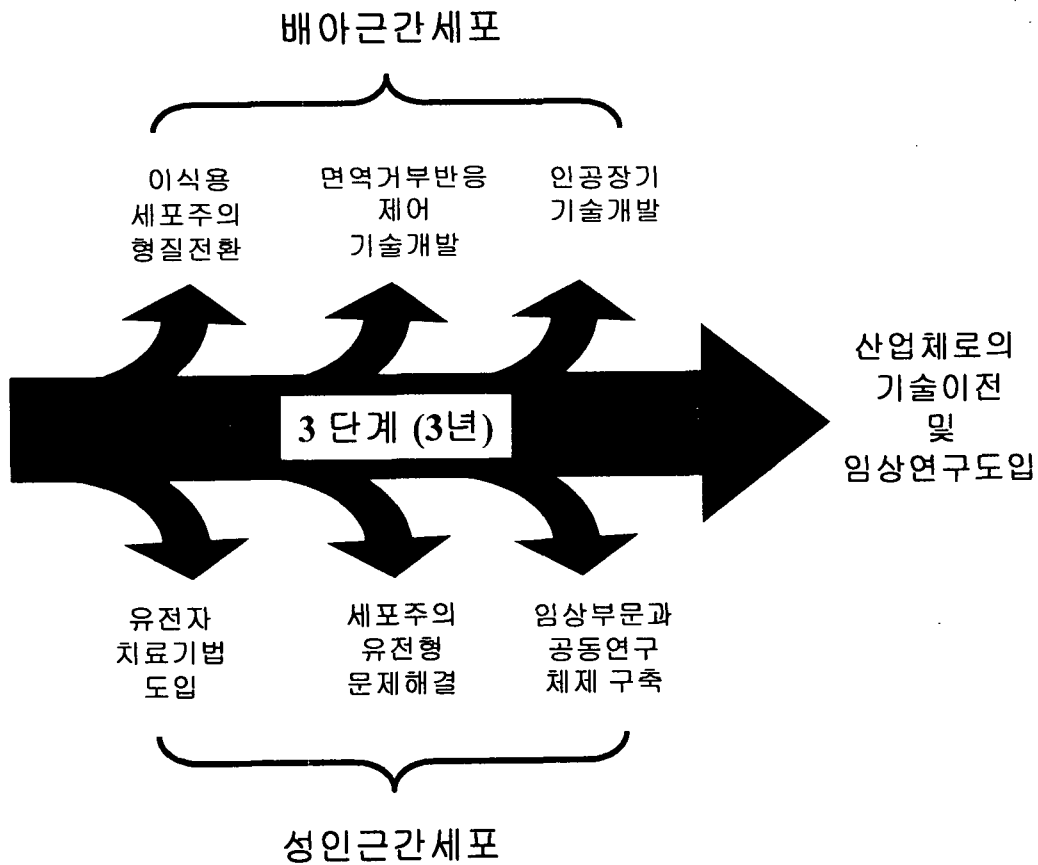 배아근간세포
이식용
세포주의
형질전환
면역거부반응
제어
기술개발
인공장기
기술개발
3 단계 (3년)
산업체로의
기술이전
및
임상연구도입
유전자
치료기법
도입
세포주의
유전형
문제해결
임상부문과
공동연구
체제 구축
성인근간세포